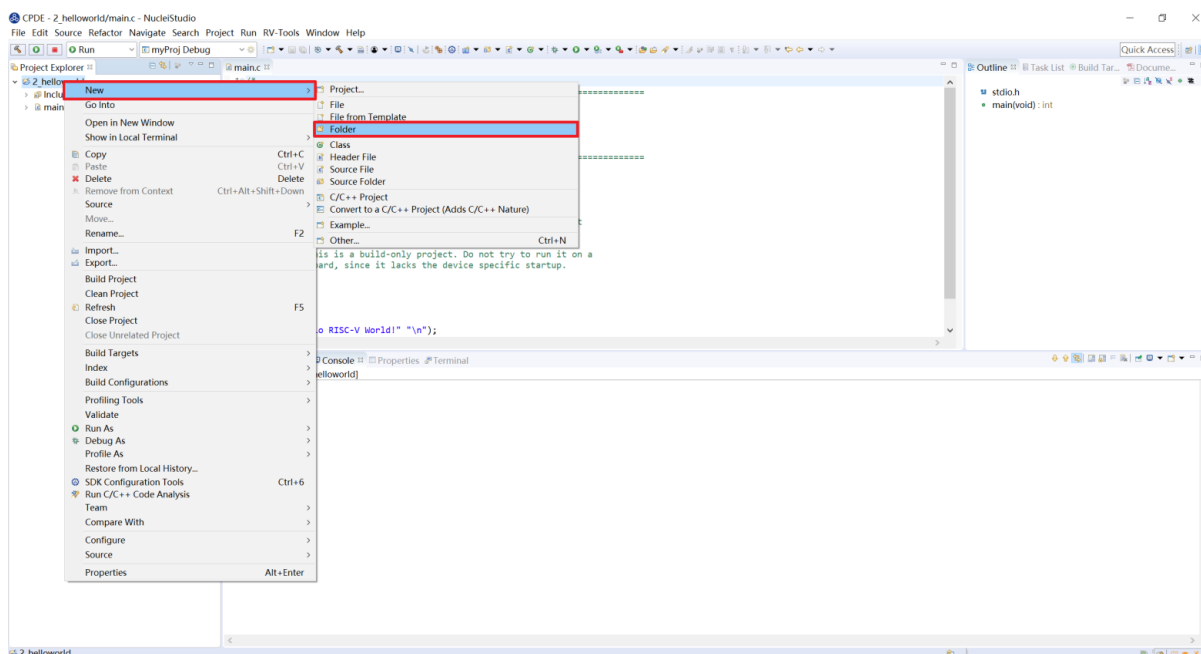 CPDE - 2_helloworld/main.c - NucleiStudio
File Edit Source Refactor Navigate Search Project Run RV-Tools Window Help
Run
myProj Debug
Quick Access
Project Explorer
main.c
Outline
Task List
Build Tar...
Docume...
2_hellow
Inclu
main
stdio.h
main(void) : int
New
Go Into
Open in New Window
Show in Local Terminal
Copy Ctrl+C
Paste Ctrl+V
Delete Delete
Remove from Context Ctrl+Alt+Shift+Down
Source
Move...
Rename... F2
Import...
Export...
Build Project
Clean Project
Refresh F5
Close Project
Close Unrelated Project
Build Targets
Index
Build Configurations
Profiling Tools
Validate
Run As
Debug As
Profile As
Restore from Local History...
SDK Configuration Tools Ctrl+6
Run C/C++ Code Analysis
Team
Compare With
Configure
Source
Properties Alt+Enter
Project...
File
File from Template
Folder
Class
Header File
Source File
Source Folder
C/C++ Project
Convert to a C/C++ Project (Adds C/C++ Nature)
Example...
Other... Ctrl+N
=============
=============
t
is is a build-only project. Do not try to run it on a
ard, since it lacks the device specific startup.
o RISC-V World!" "\n");
Console
Properties
Terminal
elloworld]
2_helloworld